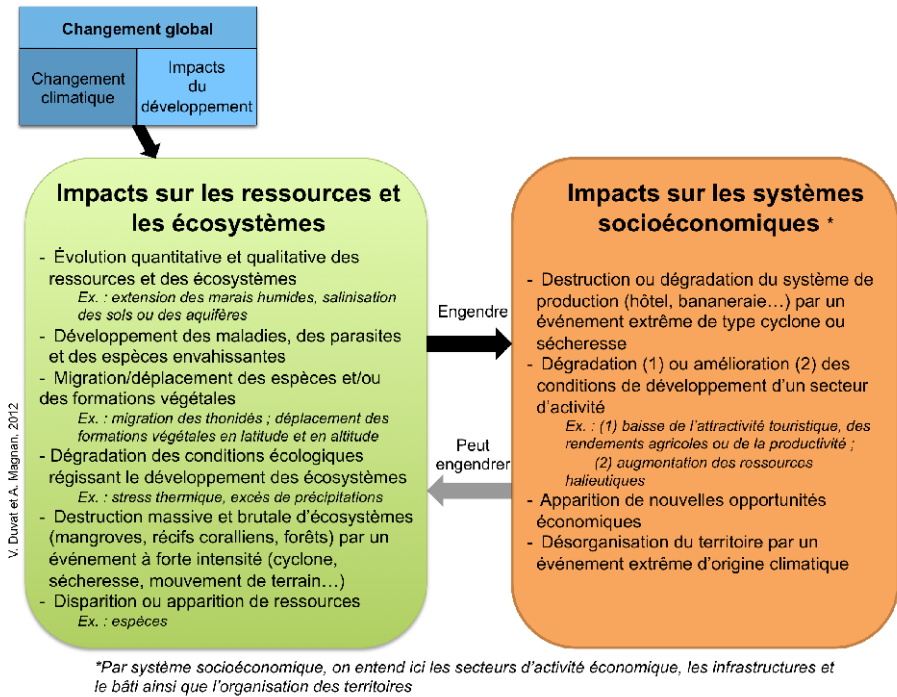 Changement global
Changement
climatique
Impacts
du
développement
Impacts sur les ressources et
les écosystèmes
- Évolution quantitative et qualitative des
ressources et des écosystèmes
Ex. : extension des marais humides, salinisation
des sols ou des aquifères
- Développement des maladies, des parasites
et des espèces envahissantes
- Migration/déplacement des espèces et/ou
des formations végétales
Ex. : migration des thonidés ; déplacement des
formations végétales en latitude et en altitude
- Dégradation des conditions écologiques
régissant le développement des écosystèmes
Ex. : stress thermique, excès de précipitations
- Destruction massive et brutale d'écosystèmes
(mangroves, récifs coralliens, forêts) par un
événement à forte intensité (cyclone,
sécheresse, mouvement de terrain…)
- Disparition ou apparition de ressources
Ex. : espèces
Engendre
Peut
engendrer
Impacts sur les systèmes
socioéconomiques *
- Destruction ou dégradation du système de
production (hôtel, bananeraie…) par un
événement extrême de type cyclone ou
sécheresse
- Dégradation (1) ou amélioration (2) des
conditions de développement d'un secteur
d'activité
Ex. : (1) baisse de l'attractivité touristique, des
rendements agricoles ou de la productivité ;
(2) augmentation des ressources
halieutiques
- Apparition de nouvelles opportunités
économiques
- Désorganisation du territoire par un
événement extrême d'origine climatique
V. Duvat et A. Magnan, 2012
*Par système socioéconomique, on entend ici les secteurs d'activité économique, les infrastructures et
le bâti ainsi que l'organisation des territoires